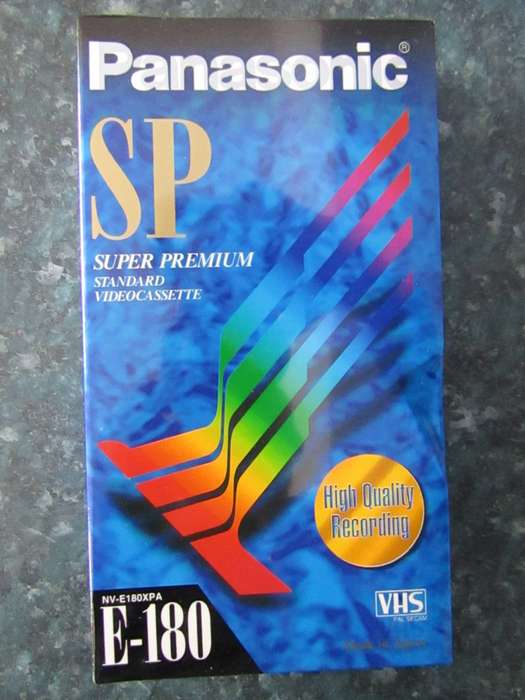 Panasonic®
SP
SUPER PREMIUM
STANDARD
VIDEOCASSETTE
High Quality
Recording
NV-E180XPA
E-180
VHS
PAL SECAM